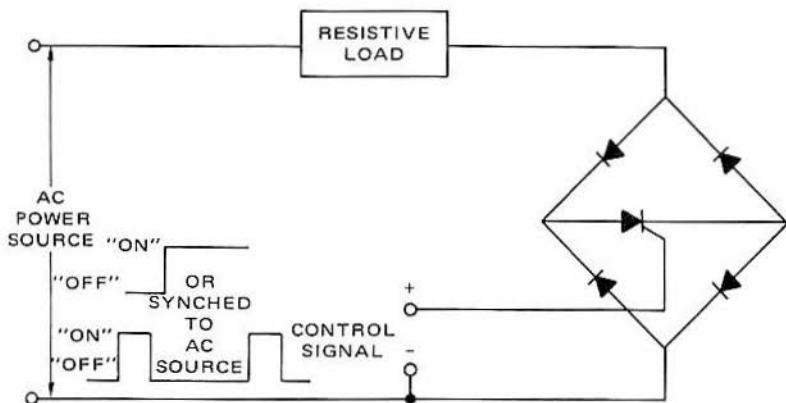 RESISTIVE
LOAD
AC
POWER
SOURCE
"ON"
"OFF"
OR
SYNCHED
TO
AC
SOURCE
"ON"
"OFF"
CONTROL
SIGNAL
+
-